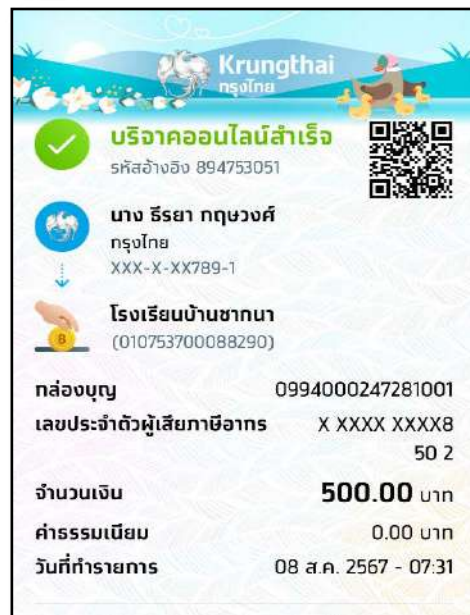 Krungthai
กรุงไทย
บริจาคออนไลน์สำเร็จ
รหัสอ้างอิง 894753051
นาง ธีรยา กฤษวงศ์
กรุงไทย
XXX-X-XX789-1
โรงเรียนบ้านซากนา
(010753700088290)
กล่องบุญ 0994000247281001
เลขประจำตัวผู้เสียภาษีอากร X XXXX XXXX8
50 2
จำนวนเงิน 500.00 บาท
ค่าธรรมเนียม 0.00 บาท
วันที่ทำรายการ 08 ส.ค. 2567 - 07:31